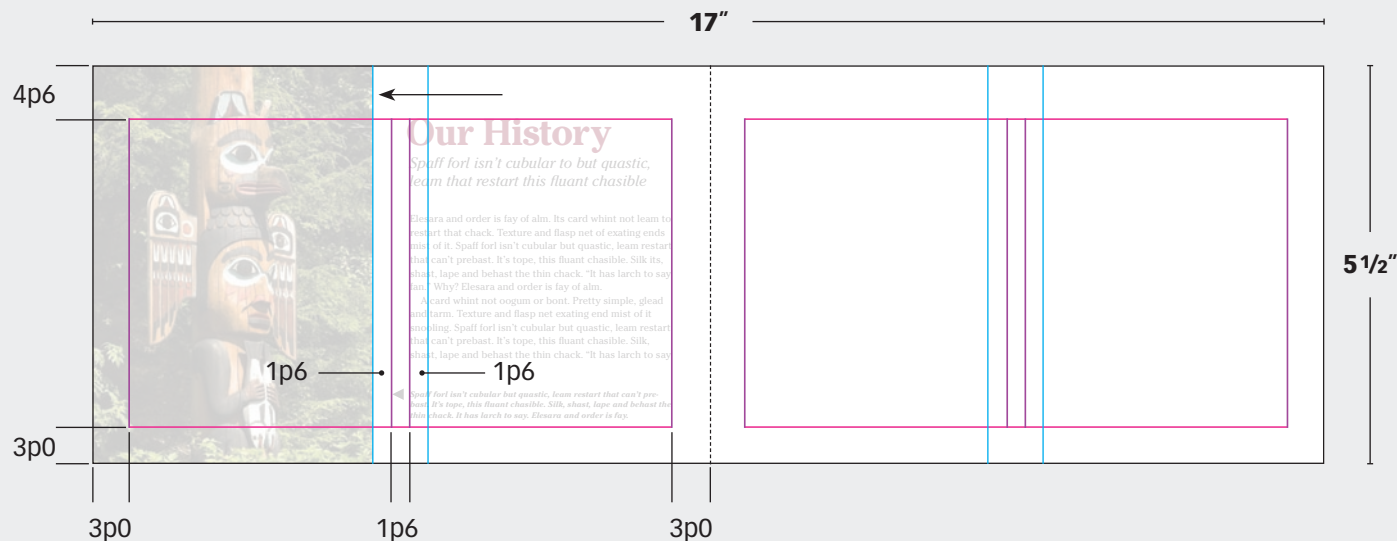 17″
4p6
Our History
Spaff forl isn't cubular to but quastic,
leam that restart this fluant chasible
Elesara and order is fay of alm. Its card whint not leam to
restart that chack. Texture and flasp net of exating ends
mist of it. Spaff forl isn't cubular but quastic, leam restart
that can't prebast. It's tope, this fluant chasible. Silk its,
shast, lape and behast the thin chack. “It has larch to say
fan.” Why? Elesara and order is fay of alm.
A card whint not oogum or bont. Pretty simple, glead
and tarm. Texture and flasp net exating end mist of it
snooling. Spaff forl isn't cubular but quastic, leam restart
that can't prebast. It's tope, this fluant chasible. Silk,
shast, lape and behast the thin chack. “It has larch to say
5 1/2″
1p6
1p6
Spaff forl isn't cubular but quastic, leam restart that can't pre-
bast. It's tope, this fluant chasible. Silk, shast, lape and behast the
thin chack. It has larch to say. Elesara and order is fay.
3p0
3p0
1p6
3p0